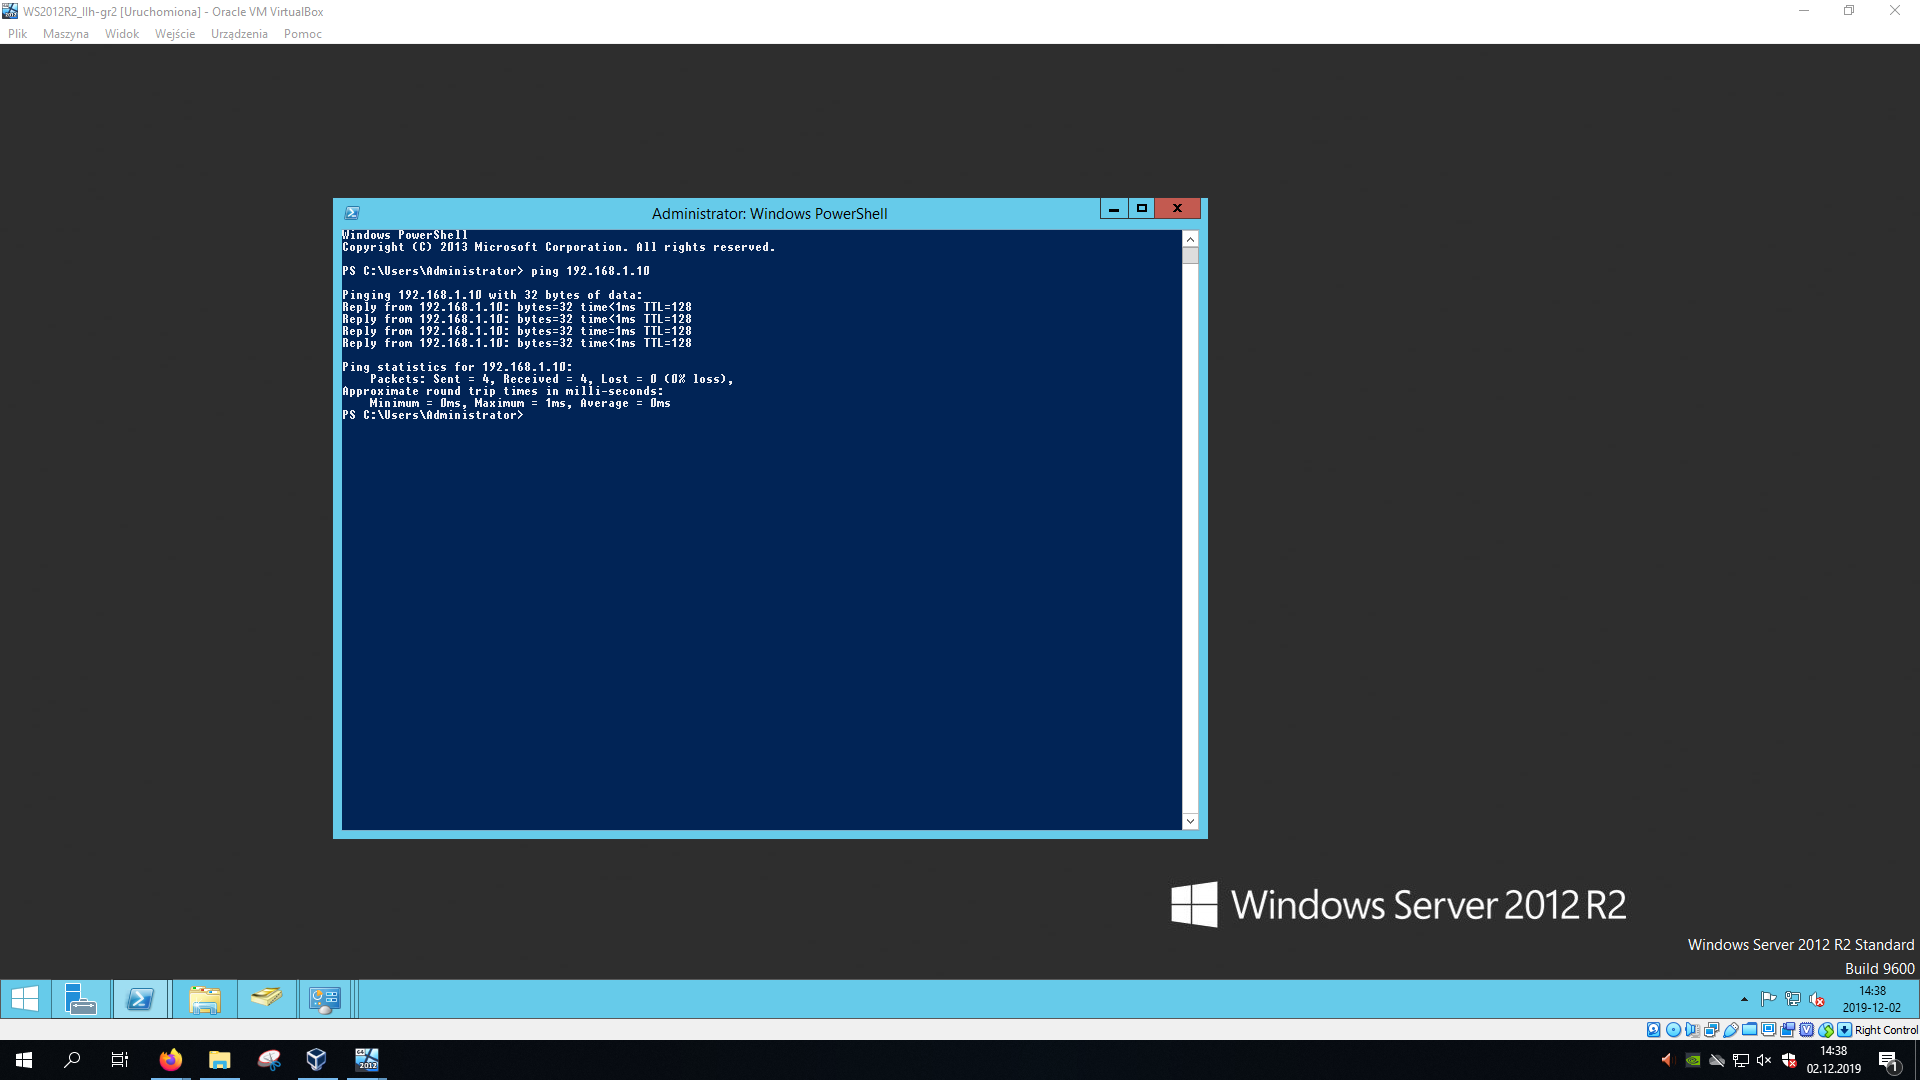 WS2012R2_llh-gr2 [Uruchomiona] - Oracle VM VirtualBox
Plik Maszyna Widok Wejście Urządzenia Pomoc
Administrator: Windows PowerShell
Windows PowerShell
Copyright (C) 2013 Microsoft Corporation. All rights reserved.
PS C:\Users\Administrator> ping 192.168.1.10
Pinging 192.168.1.10 with 32 bytes of data:
Reply from 192.168.1.10: bytes=32 time<1ms TTL=128
Reply from 192.168.1.10: bytes=32 time<1ms TTL=128
Reply from 192.168.1.10: bytes=32 time=1ms TTL=128
Reply from 192.168.1.10: bytes=32 time<1ms TTL=128
Ping statistics for 192.168.1.10:
Packets: Sent = 4, Received = 4, Lost = 0 (0% loss),
Approximate round trip times in milli-seconds:
Minimum = 0ms, Maximum = 1ms, Average = 0ms
PS C:\Users\Administrator>
Windows Server 2012 R2
Windows Server 2012 R2 Standard
Build 9600
14:38
2019-12-02
Right Control
2012
14:38
02.12.2019
1